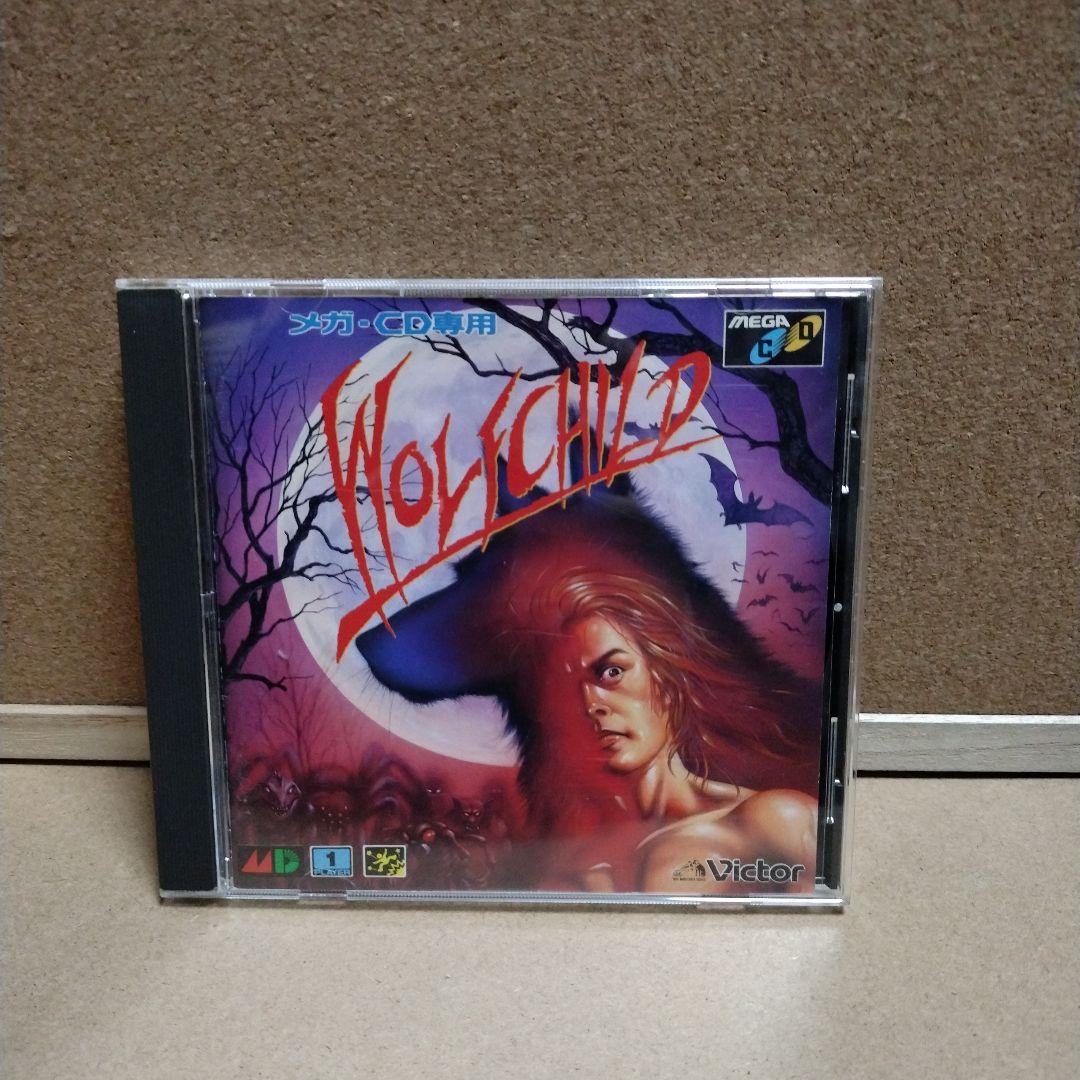 メガ・CD専用
MEGA
CD
WOLFCHILD
MD
1
PLAYER
Victor